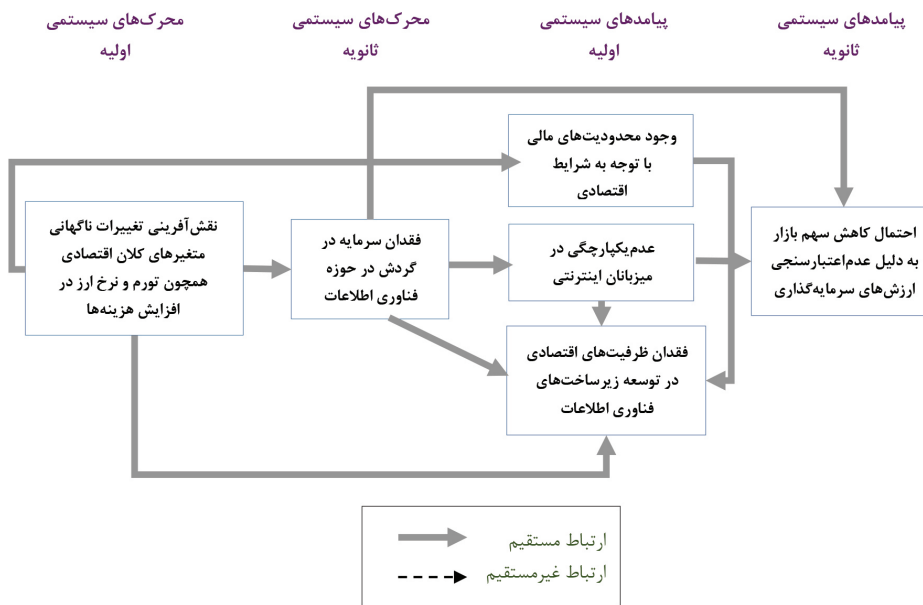 محرک‌های سیستمی
اولیه
محرک‌های سیستمی
ثانویه
پیامدهای سیستمی
اولیه
پیامدهای سیستمی
ثانویه
نقش‌آفرینی تغییرات ناگهانی
متغیرهای کلان اقتصادی
همچون تورم و نرخ ارز در
افزایش هزینه‌ها
فقدان سرمایه در
گردش در حوزه
فناوری اطلاعات
وجود محدودیت‌های مالی
با توجه به شرایط
اقتصادی
عدم‌یکپارچگی در
میزبانان اینترنتی
فقدان ظرفیت‌های اقتصادی
در توسعه زیرساخت‌های
فناوری اطلاعات
احتمال کاهش سهم بازار
به دلیل عدم‌اعتبارسنجی
ارزش‌های سرمایه‌گذاری
ارتباط مستقیم
ارتباط غیرمستقیم